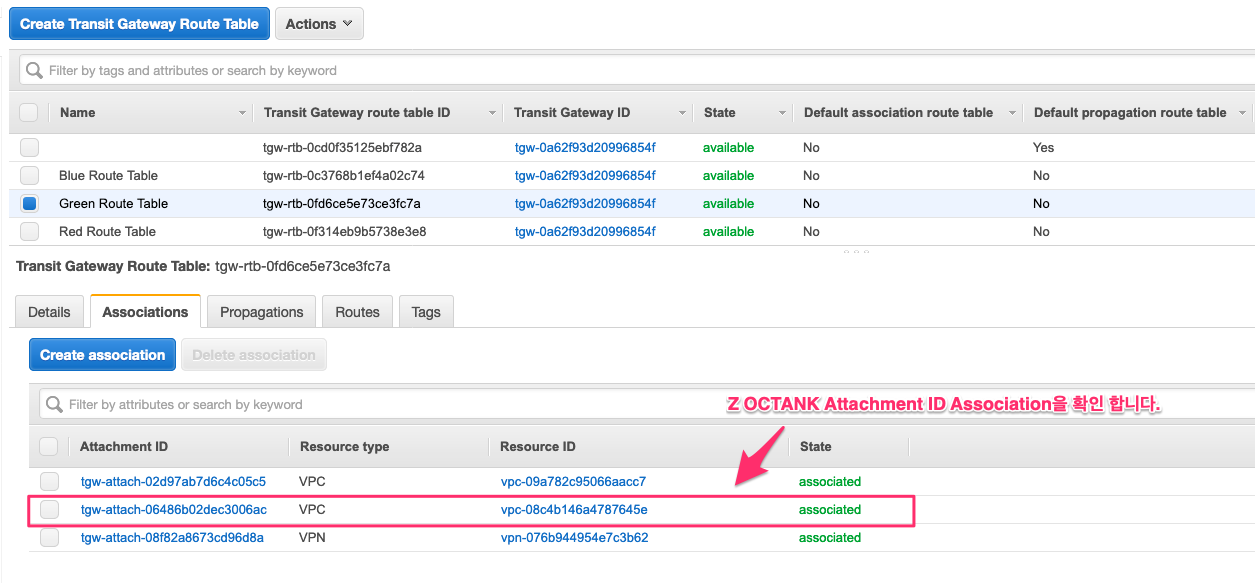 Create Transit Gateway Route Table Actions
Filter by tags and attributes or search by keyword
Name Transit Gateway route table ID Transit Gateway ID State Default association route table Default propagation route table
tgw-rtb-0cd0f35125ebf782a tgw-0a62f93d20996854f available No Yes
Blue Route Table tgw-rtb-0c3768b1ef4a02c74 tgw-0a62f93d20996854f available No No
Green Route Table tgw-rtb-0fd6ce5e73ce3fc7a tgw-0a62f93d20996854f available No No
Red Route Table tgw-rtb-0f314eb9b5738e3e8 tgw-0a62f93d20996854f available No No
Transit Gateway Route Table: tgw-rtb-0fd6ce5e73ce3fc7a
Details Associations Propagations Routes Tags
Create association Delete association
Filter by attributes or search by keyword
Z OCTANK Attachment ID Association을 확인 합니다.
Attachment ID Resource type Resource ID State
tgw-attach-02d97ab7d6c4c05c5 VPC vpc-09a782c95066aacc7 associated
tgw-attach-06486b02dec3006ac VPC vpc-08c4b146a4787645e associated
tgw-attach-08f82a8673cd96d8a VPN vpn-076b944954e7c3b62 associated